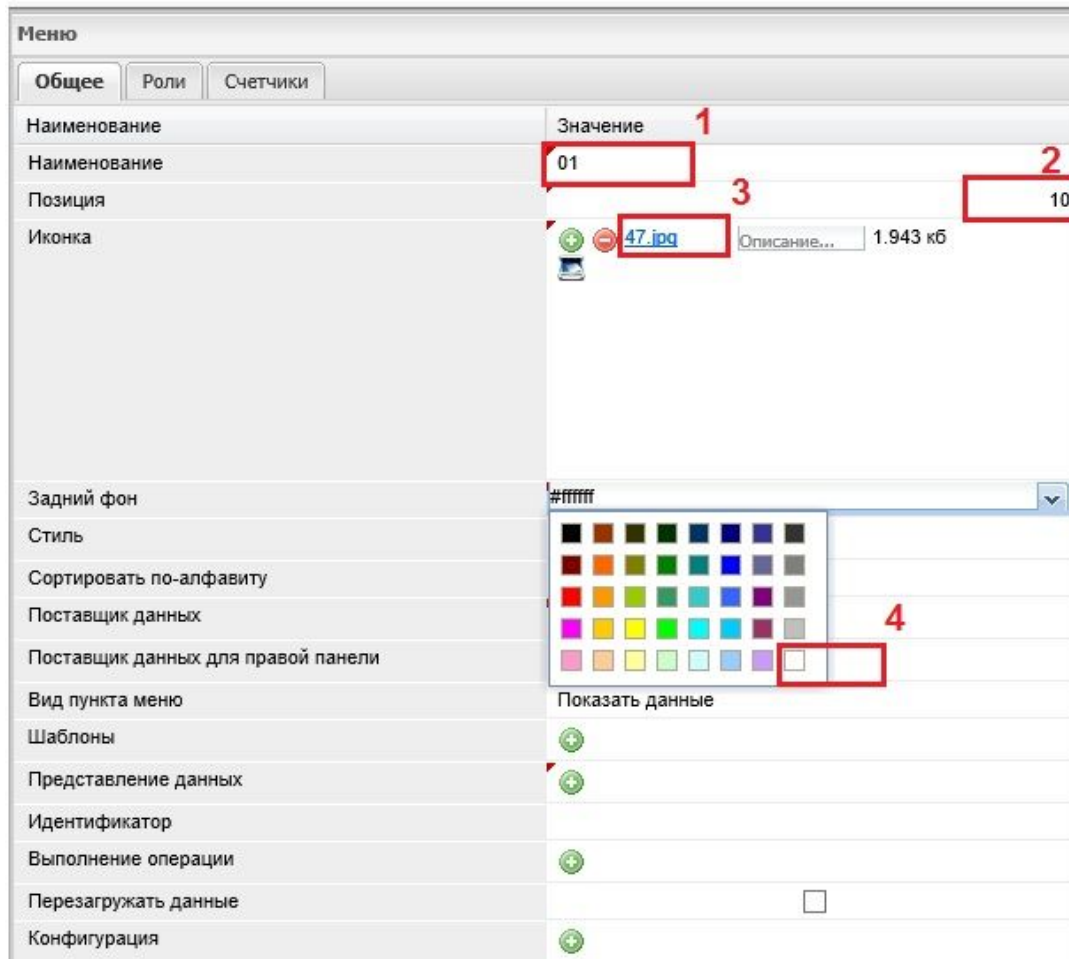 Меню
Общее Роли Счетчики
Наименование Значение 1
Наименование 01 2
Позиция 3 10
Иконка 47.jpg Описание... 1.943 кб
Задний фон #ffffff
Стиль
Сортировать по-алфавиту
Поставщик данных 4
Поставщик данных для правой панели
Вид пункта меню Показать данные
Шаблоны
Представление данных
Идентификатор
Выполнение операции
Перезагружать данные
Конфигурация